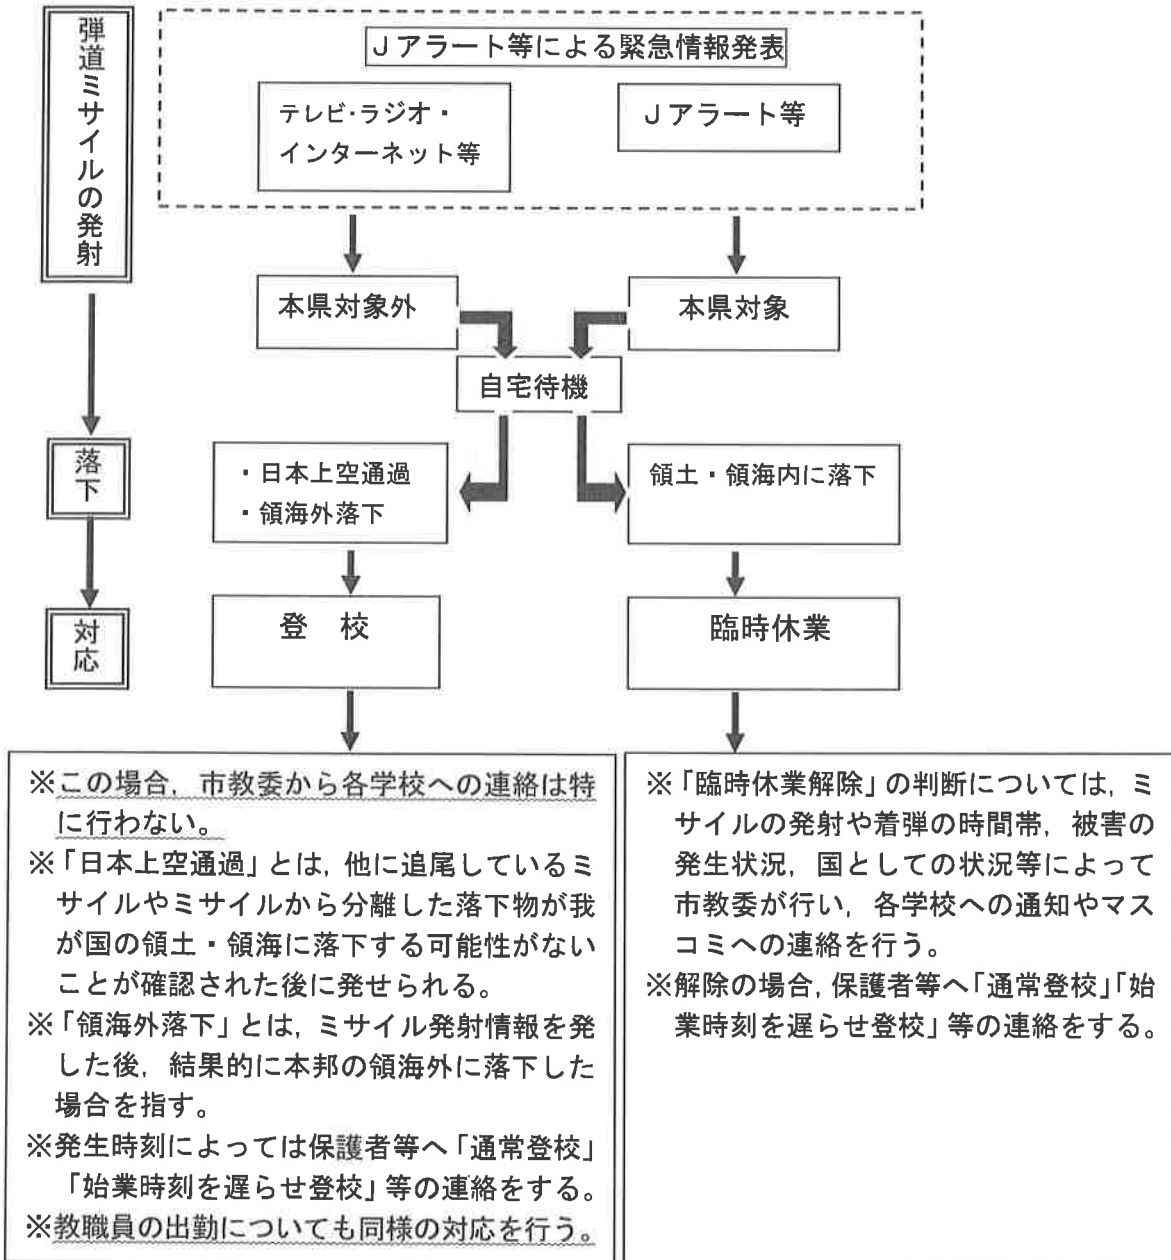 弾道ミサイルの発射
Jアラート等による緊急情報発表
テレビ・ラジオ・
インターネット等
Jアラート等
本県対象外
本県対象
自宅待機
落下
・日本上空通過
・領海外落下
領土・領海内に落下
対応
登　校
臨時休業
※この場合，市教委から各学校への連絡は特
に行わない。
※「日本上空通過」とは，他に追尾しているミ
サイルやミサイルから分離した落下物が我
が国の領土・領海に落下する可能性がない
ことが確認された後に発せられる。
※「領海外落下」とは，ミサイル発射情報を発
した後，結果的に本邦の領海外に落下した
場合を指す。
※発生時刻によっては保護者等へ「通常登校」
「始業時刻を遅らせ登校」等の連絡をする。
※教職員の出勤についても同様の対応を行う。
※「臨時休業解除」の判断については，ミ
サイルの発射や着弾の時間帯，被害の
発生状況，国としての状況等によって
市教委が行い，各学校への通知やマス
コミへの連絡を行う。
※解除の場合，保護者等へ「通常登校」「始
業時刻を遅らせ登校」等の連絡をする。